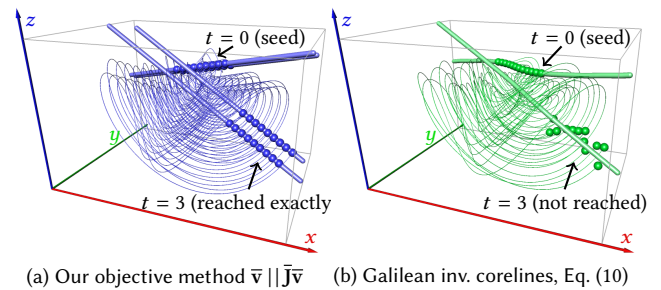 z
t = 0 (seed)
y
t = 3 (reached exactly
x
z
t = 0 (seed)
y
t = 3 (not reached)
x
(a) Our objective method v̅ || J̅v̅
(b) Galilean inv. corelines, Eq. (10)